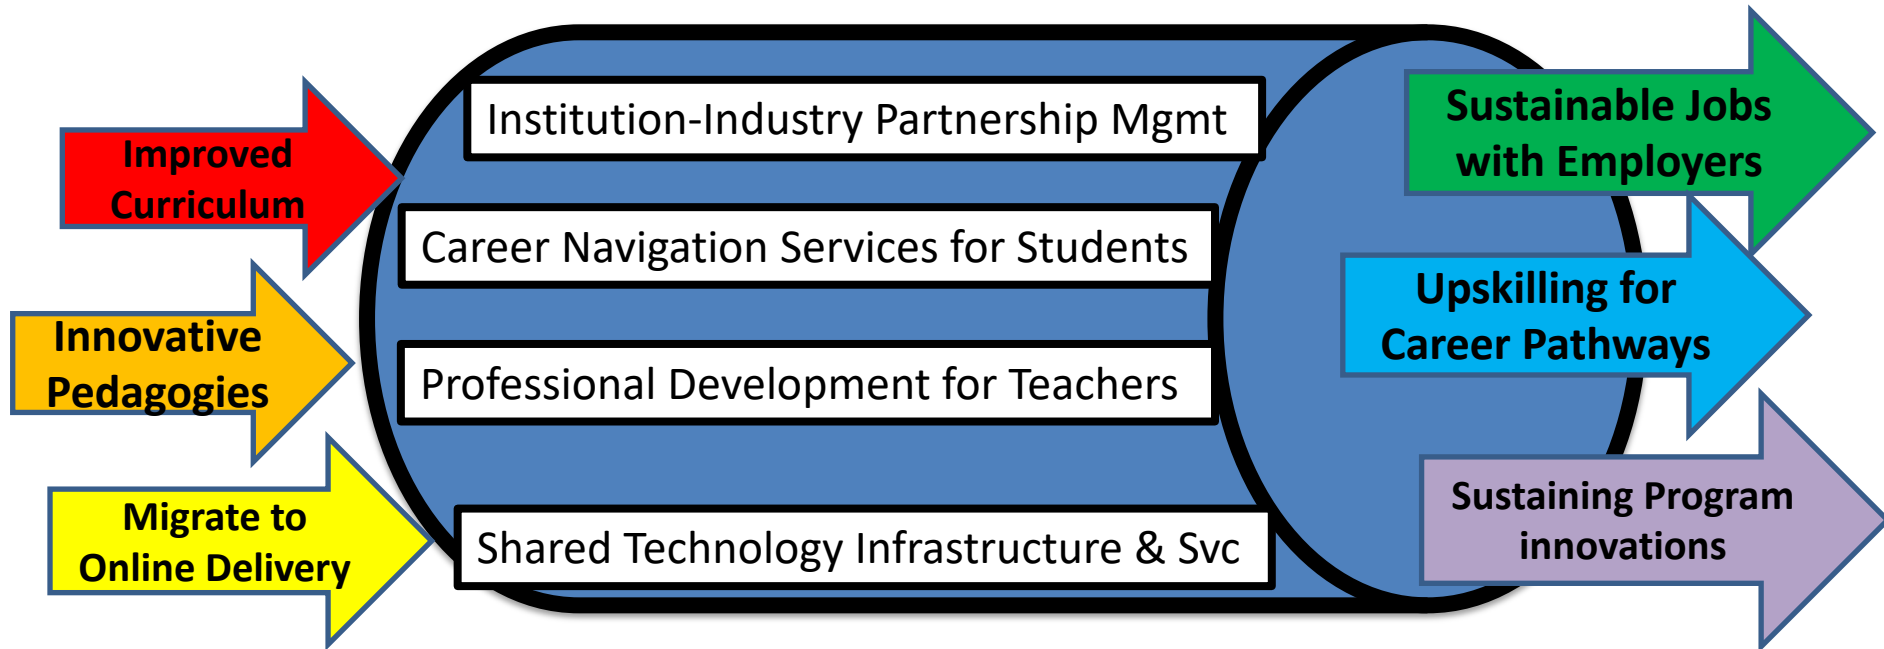 Improved
Curriculum
Innovative
Pedagogies
Migrate to
Online Delivery
Institution-Industry Partnership Mgmt
Career Navigation Services for Students
Professional Development for Teachers
Shared Technology Infrastructure & Svc
Sustainable Jobs
with Employers
Upskilling for
Career Pathways
Sustaining Program
innovations